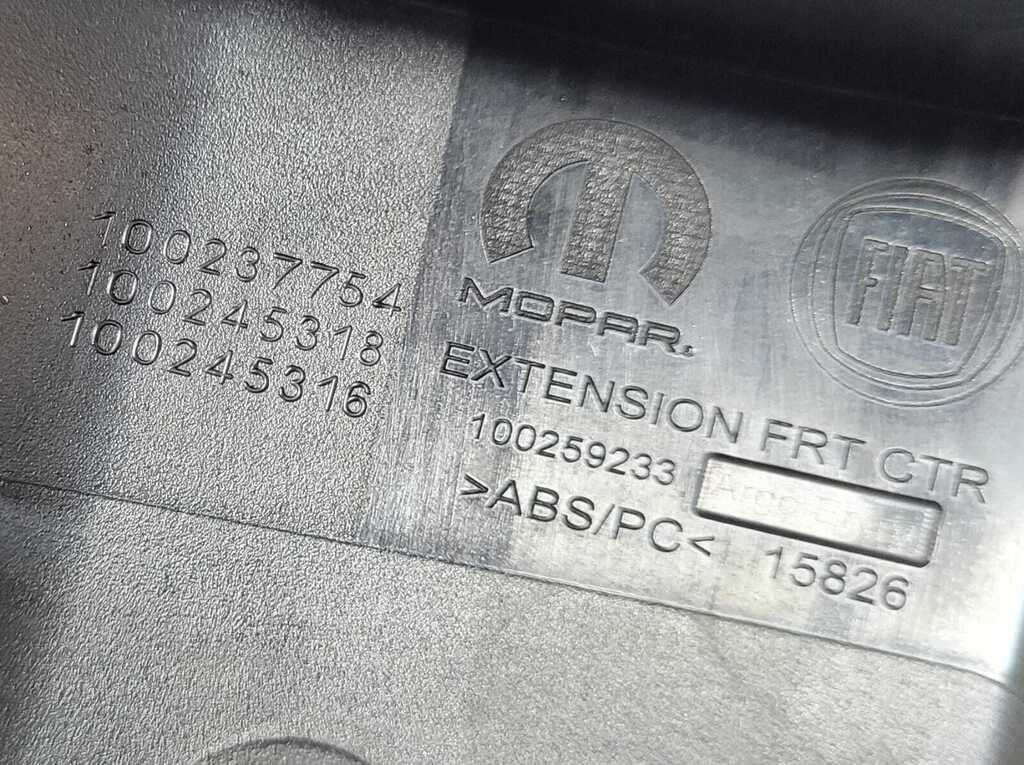 100237754
100245318
100245316
MOPAR
FIAT
EXTENSION FRT CTR
100259233
>ABS/PC< 15826